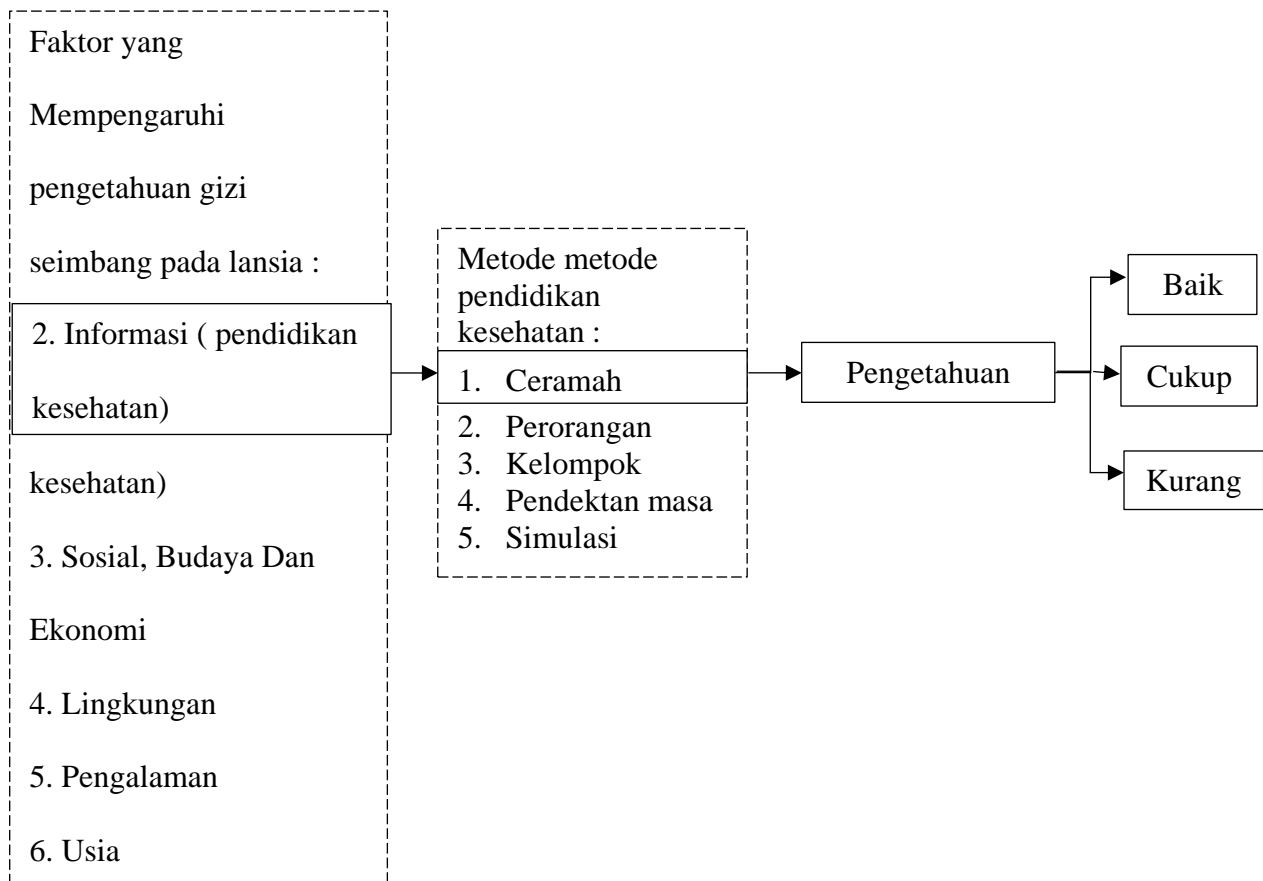 Faktor yang
Mempengaruhi
pengetahuan gizi
seimbang pada lansia :
2. Informasi ( pendidikan
kesehatan)
kesehatan)
3. Sosial, Budaya Dan
Ekonomi
4. Lingkungan
5. Pengalaman
6. Usia
Metode metode
pendidikan
kesehatan :
1. Ceramah
2. Perorangan
3. Kelompok
4. Pendektan masa
5. Simulasi
Pengetahuan
Baik
Cukup
Kurang